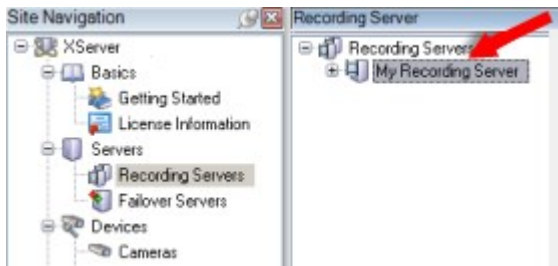 Site Navigation
XServer
Basics
Getting Started
License Information
Servers
Recording Servers
Failover Servers
Devices
Cameras
Recording Server
Recording Servers
My Recording Server